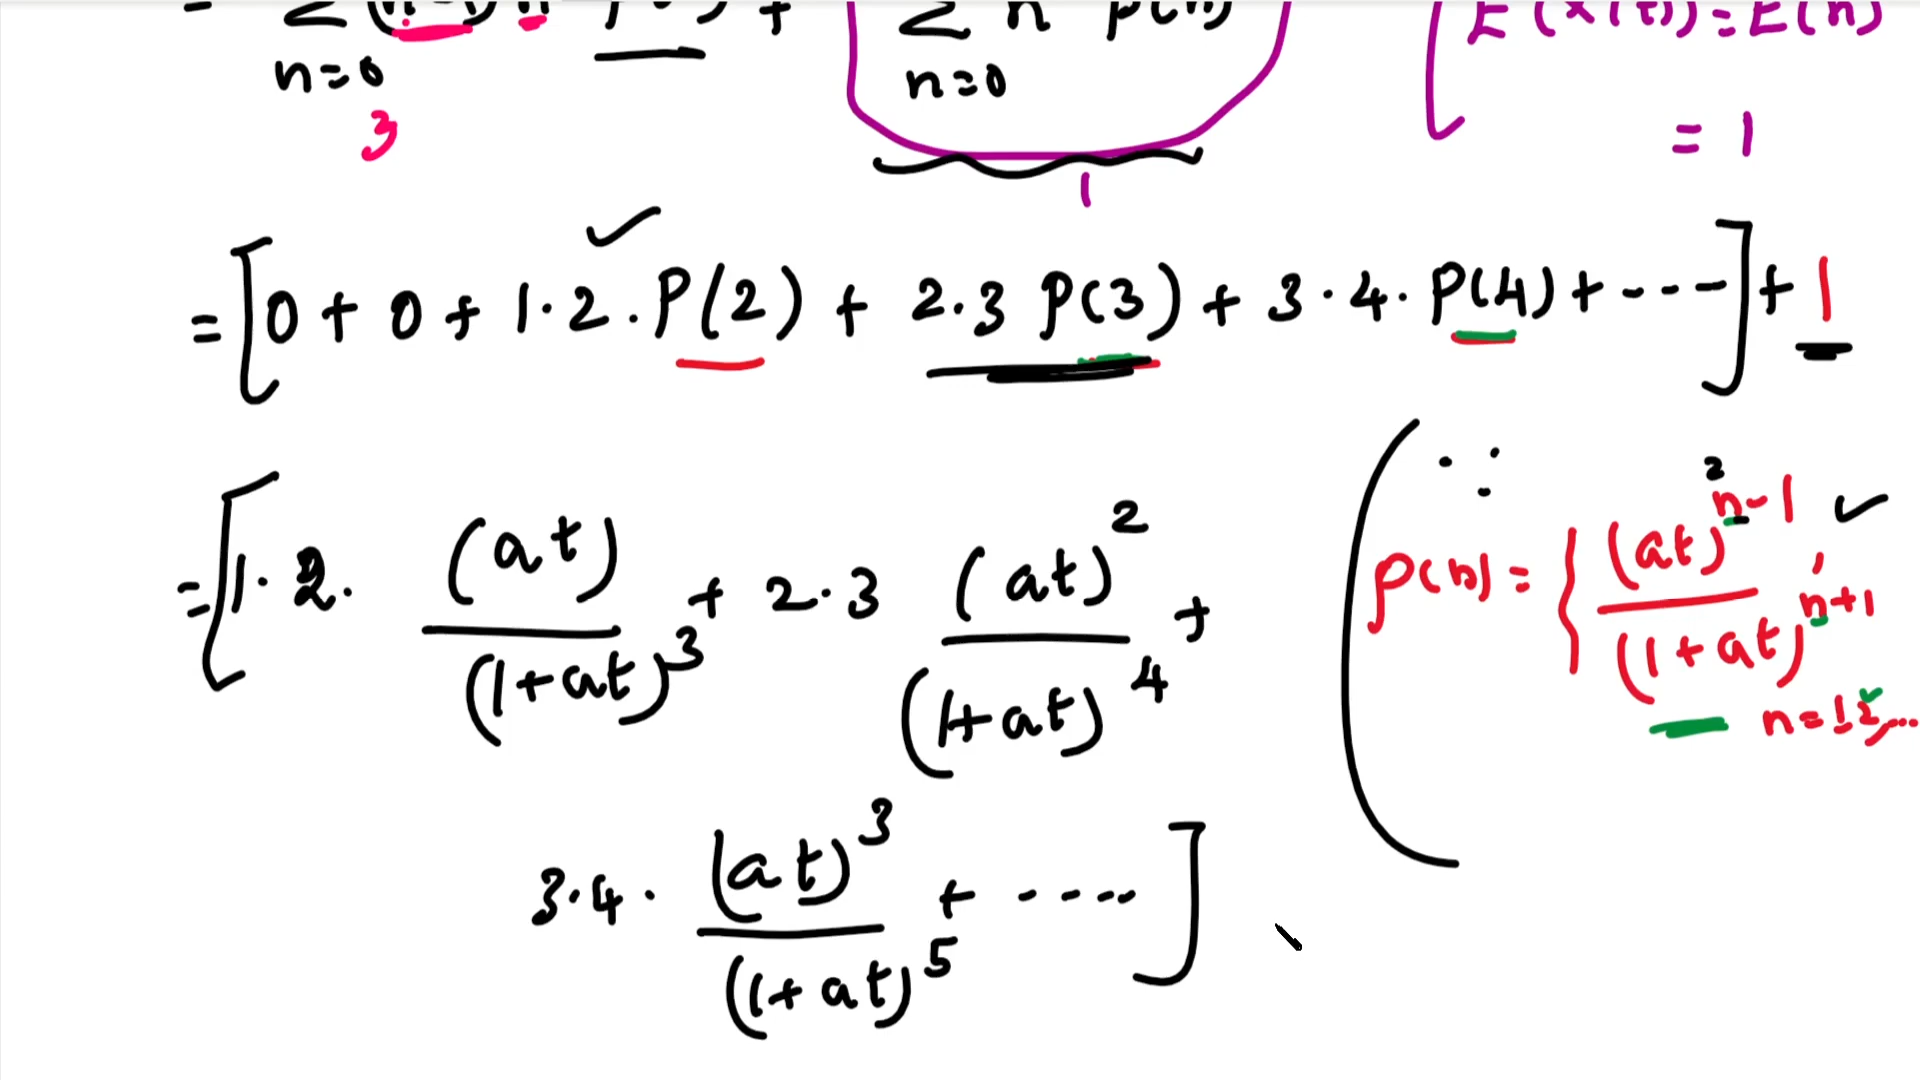 = ∑ (n-1) n P(n) + ∑ n P(n) E(X(t)) = E(n)
n=0 n=0
3
= 1
1
= [0 + 0 + 1·2·P(2) + 2·3 P(3) + 3·4·P(4) + ---] + 1
∵
= [1·2· (at)/(1+at)^3 + 2·3 (at)^2/(1+at)^4 +
P(n) = { (at)^{n-1}/(1+at)^{n+1},
2
n=1,2,...
3·4· (at)^3/(1+at)^5 + ····]